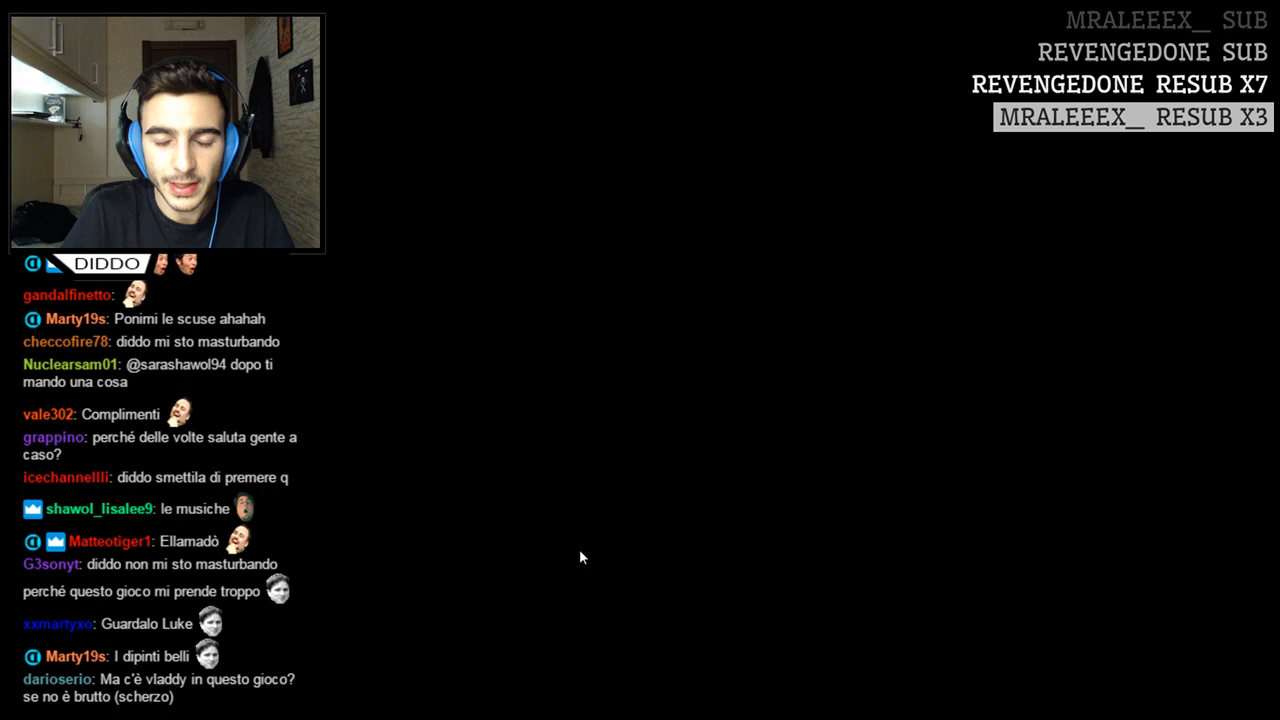 MRALEEEX_ SUB
REVENGEDONE SUB
REVENGEDONE RESUB X7
MRALEEEX_ RESUB X3
DIDDO
gandalfinetto:
Marty19s: Ponimi le scuse ahahah
checcofire78: diddo mi sto masturbando
Nuclearsam01: @sarashawol94 dopo ti
mando una cosa
vale302: Complimenti
grappino: perché delle volte saluta gente a
caso?
icechannellli: diddo smettila di premere q
shawol_lisalee9: le musiche
Matteotiger1: Ellamadò
G3sonyt: diddo non mi sto masturbando
perché questo gioco mi prende troppo
xxmartyxo: Guardalo Luke
Marty19s: I dipinti belli
darioserio: Ma c'è vladdy in questo gioco?
se no è brutto (scherzo)